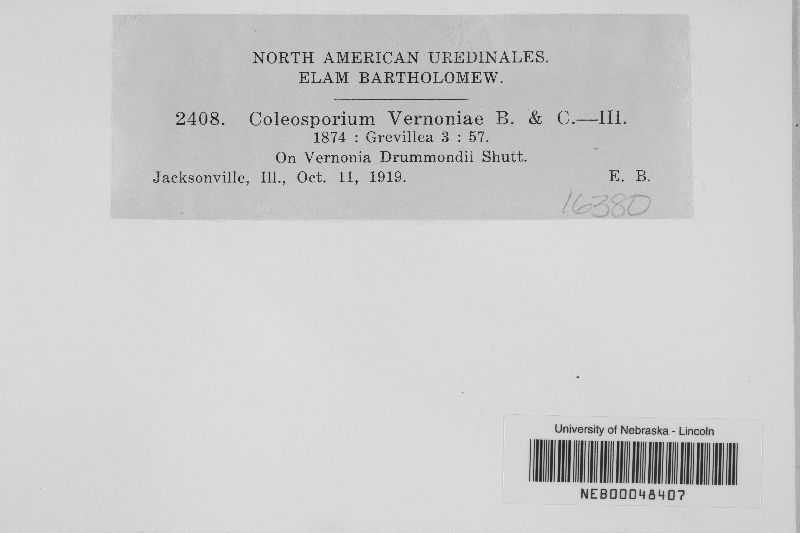 NORTH AMERICAN UREDINALES.
ELAM BARTHOLOMEW.
2408. Coleosporium Vernoniae B. & C.—III.
1874 : Grevillea 3 : 57.
On Vernonia Drummondii Shutt.
Jacksonville, Ill., Oct. 11, 1919. E. B.
16380
University of Nebraska - Lincoln
NEB00048407